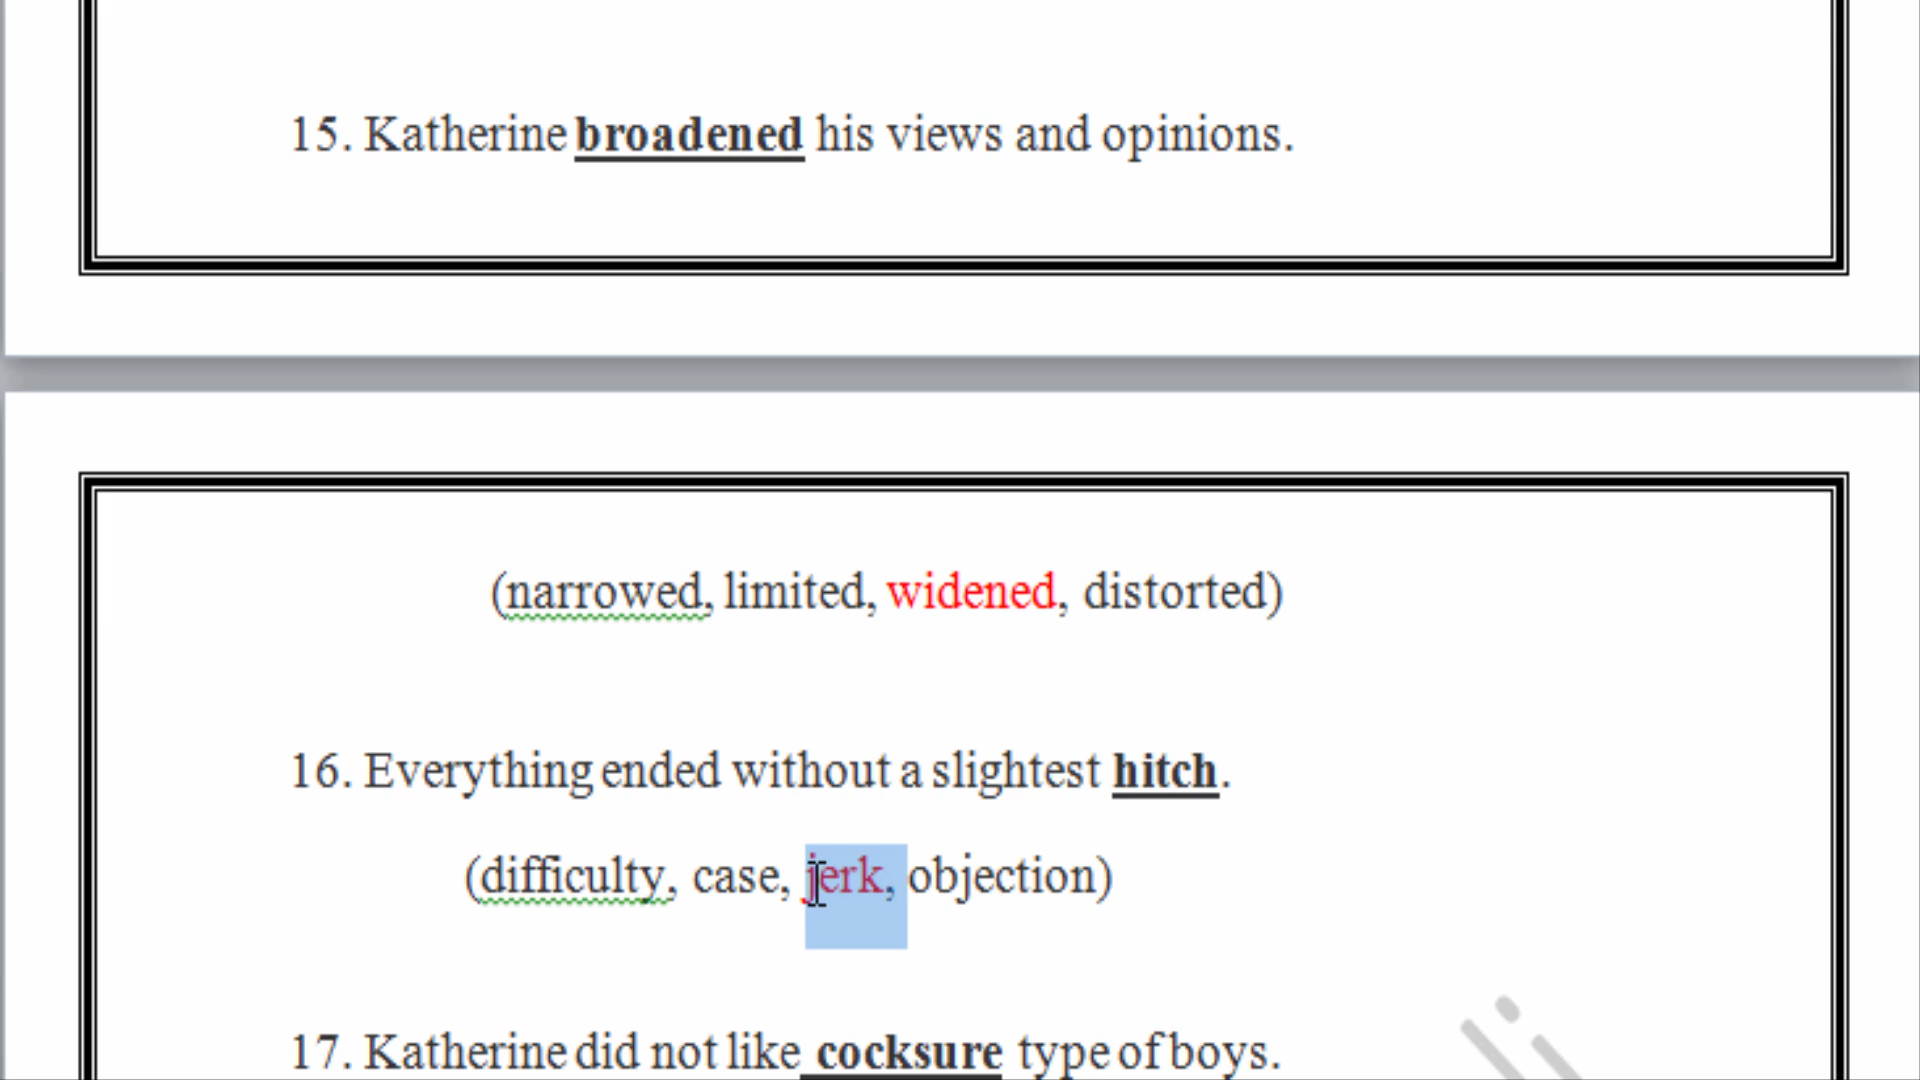 15. Katherine broadened his views and opinions.
(narrowed, limited, widened, distorted)
16. Everything ended without a slightest hitch.
(difficulty, case, jerk, objection)
17. Katherine did not like cocksure type of boys.